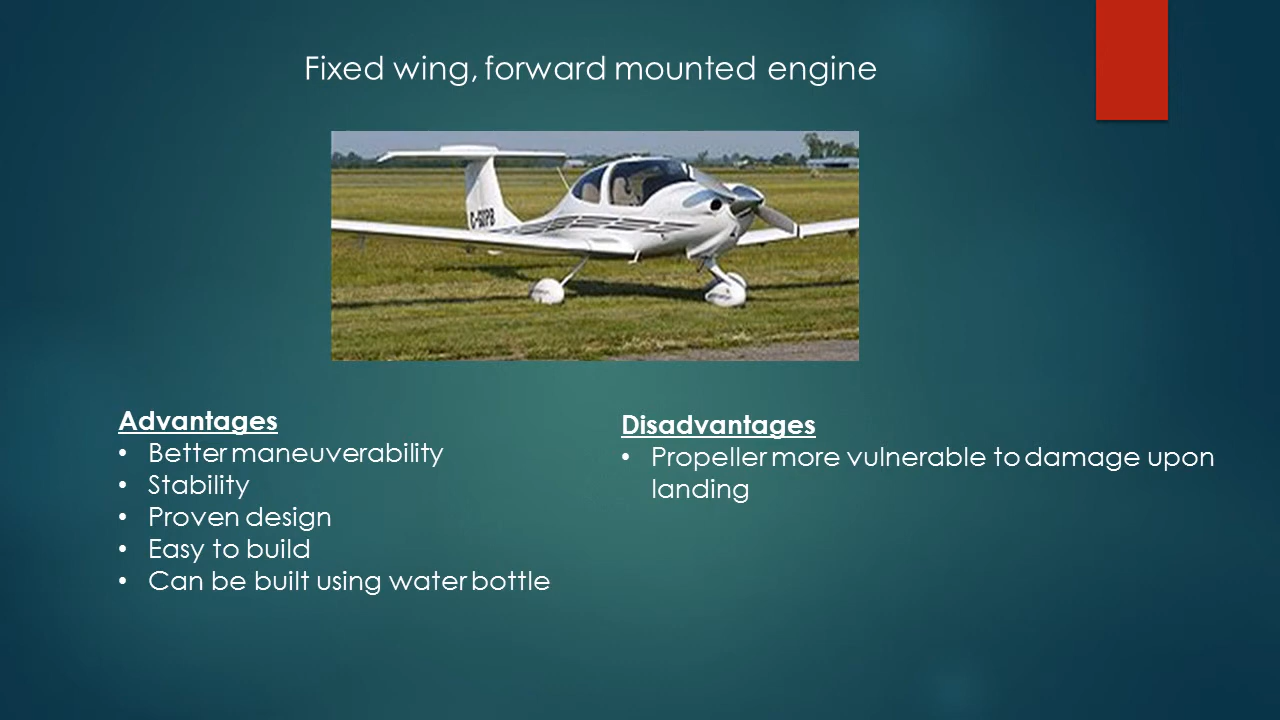 Fixed wing, forward mounted engine
Advantages
• Better maneuverability
• Stability
• Proven design
• Easy to build
• Can be built using water bottle
Disadvantages
• Propeller more vulnerable to damage upon
landing